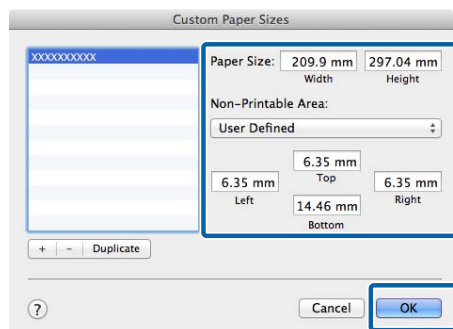 Custom Paper Sizes
XXXXXXXXXX
Paper Size: 209.9 mm 297.04 mm
Width Height
Non-Printable Area:
User Defined
6.35 mm
Top
6.35 mm 6.35 mm
Left Right
14.46 mm
Bottom
+ - Duplicate
? Cancel OK